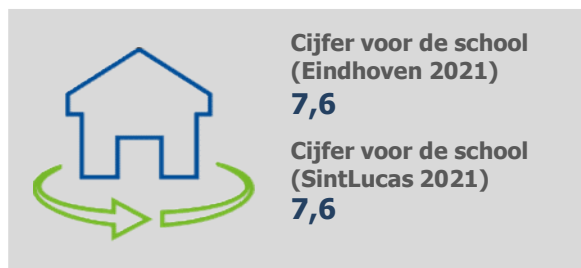 Cijfer voor de school
(Eindhoven 2021)
7,6
Cijfer voor de school
(SintLucas 2021)
7,6